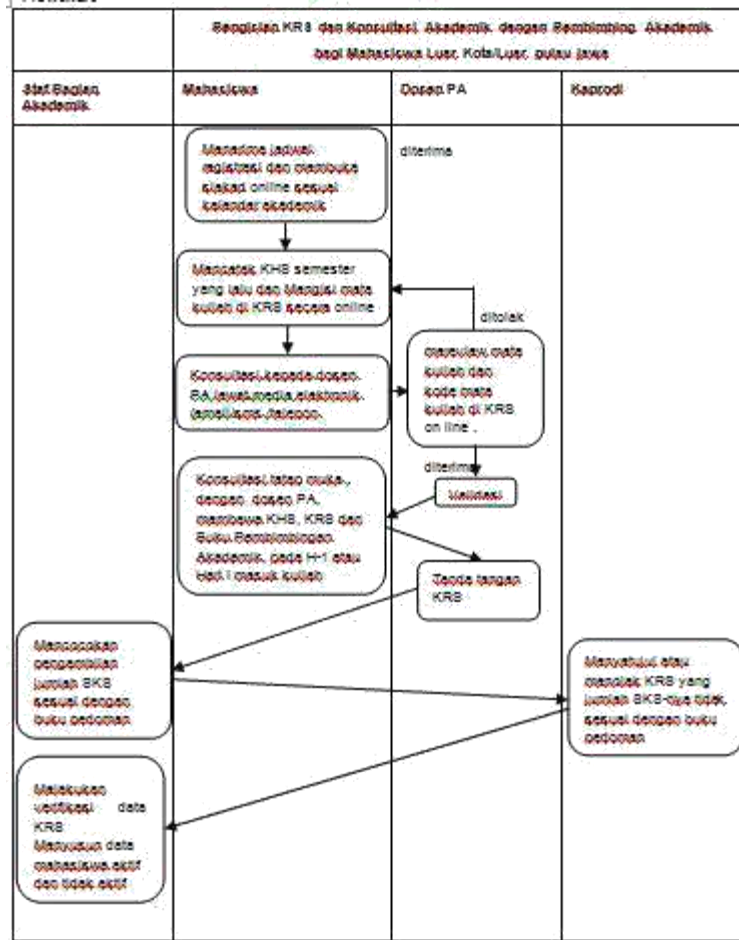 Pengisian KRS dan Konsultasi Akademik dengan Pembimbing Akademik
bagi Mahasiswa Luar Kota/Luar pulau jawa
Staf Bagian
Akademik
Mahasiswa
Dosen PA
Kaprodi
Menerima jadwal
registrasi dan membuka
siakad online sesuai
kalender akademik
diterima
Mencetak KHS semester
yang lalu dan Mengisi mata
kuliah di KRS secara online
ditolak
mereview mata
kuliah dan
kode mata
kuliah di KRS
on line .
Konsultasi kepada dosen
PA lewat media elektronik
(email/sms /telepon.
diterima
Validasi
Konsultasi tatap muka ,
dengan dosen PA,
membawa KHS, KRS dan
Buku Pembimbingan
Akademik pada H-1 atau
Hari I masuk kuliah
Tanda tangan
KRS
Mencocokan
pengambilan
jumlah SKS
sesuai dengan
buku pedoman
Menyetujui atau
menolak KRS yang
jumlah SKS-nya tidak
sesuai dengan buku
pedoman
Melakukan
verifikasi data
KRS
Menyusun data
mahasiswa aktif
dan tidak aktif